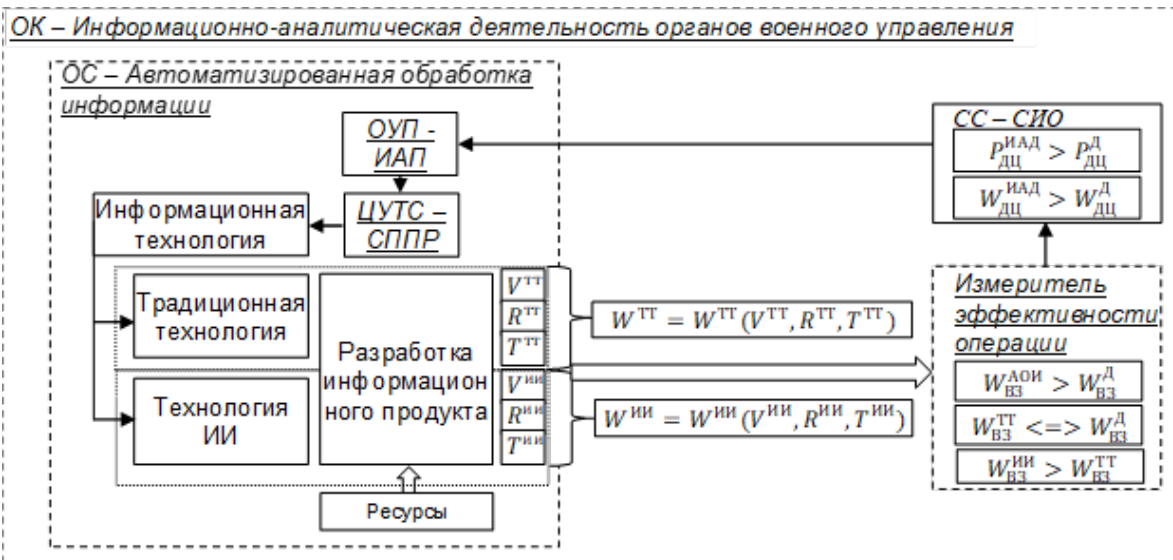 ОК – Информационно-аналитическая деятельность органов военного управления
ОС – Автоматизированная обработка
информации
ОУП -
ИАП
ЦУТС –
СППР
Информационная
технология
Традиционная
технология
Технология
ИИ
Разработка
информацион
ного продукта
Ресурсы
V^ТТ
R^ТТ
T^ТТ
V^ИИ
R^ИИ
T^ИИ
W^ТТ = W^ТТ(V^ТТ, R^ТТ, T^ТТ)
W^ИИ = W^ИИ(V^ИИ, R^ИИ, T^ИИ)
СС – СИО
P_ДЦ^ИАД > P_ДЦ^Д
W_ДЦ^ИАД > W_ДЦ^Д
Измеритель
эффективности
операции
W_ВЗ^АОИ > W_ВЗ^Д
W_ВЗ^ТТ <=> W_ВЗ^Д
W_ВЗ^ИИ > W_ВЗ^ТТ